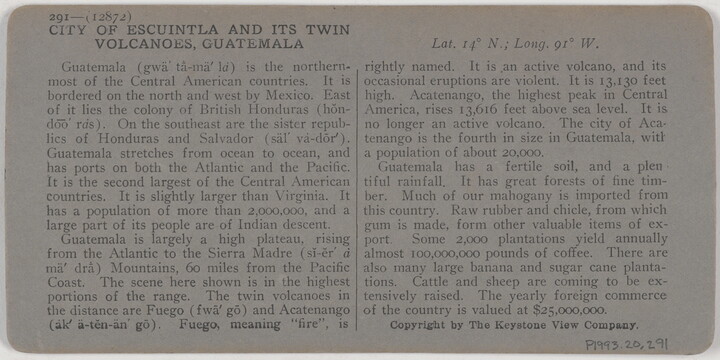 291—(12872)
CITY OF ESCUINTLA AND ITS TWIN
VOLCANOES, GUATEMALA
Guatemala (gwä´ tâ-mä´ lȧ) is the northern-
most of the Central American countries. It is
bordered on the north and west by Mexico. East
of it lies the colony of British Honduras (hŏn-
do͞o´ rás). On the southeast are the sister repub-
lics of Honduras and Salvador (säl´ vä-dōr´).
Guatemala stretches from ocean to ocean, and
has ports on both the Atlantic and the Pacific.
It is the second largest of the Central American
countries. It is slightly larger than Virginia. It
has a population of more than 2,000,000, and a
large part of its people are of Indian descent.
Guatemala is largely a high plateau, rising
from the Atlantic to the Sierra Madre (sĭ-ĕr´ ȧ
mä´ drå) Mountains, 60 miles from the Pacific
Coast. The scene here shown is in the highest
portions of the range. The twin volcanoes in
the distance are Fuego (fwā´ gō) and Acatenango
(äk´ ä-tĕn-än´ gō). Fuego, meaning "fire", is
Lat. 14° N.; Long. 91° W.
rightly named. It is an active volcano, and its
occasional eruptions are violent. It is 13,130 feet
high. Acatenango, the highest peak in Central
America, rises 13,616 feet above sea level. It is
no longer an active volcano. The city of Aca-
tenango is the fourth in size in Guatemala, with
a population of about 20,000.
Guatemala has a fertile soil, and a plen-
tiful rainfall. It has great forests of fine tim-
ber. Much of our mahogany is imported from
this country. Raw rubber and chicle, from which
gum is made, form other valuable items of ex-
port. Some 2,000 plantations yield annually
almost 100,000,000 pounds of coffee. There are
also many large banana and sugar cane planta-
tions. Cattle and sheep are coming to be ex-
tensively raised. The yearly foreign commerce
of the country is valued at $25,000,000.
Copyright by The Keystone View Company.
P1993.20,291